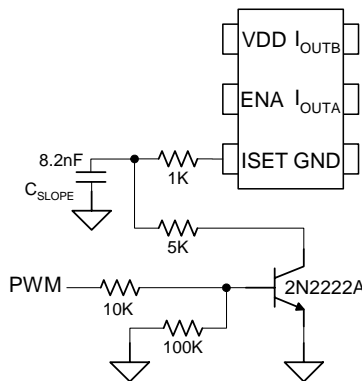 VDD IOUTB
ENA IOUTA
ISET GND
8.2nF
CSLOPE
1K
5K
PWM
10K
2N2222A
100K